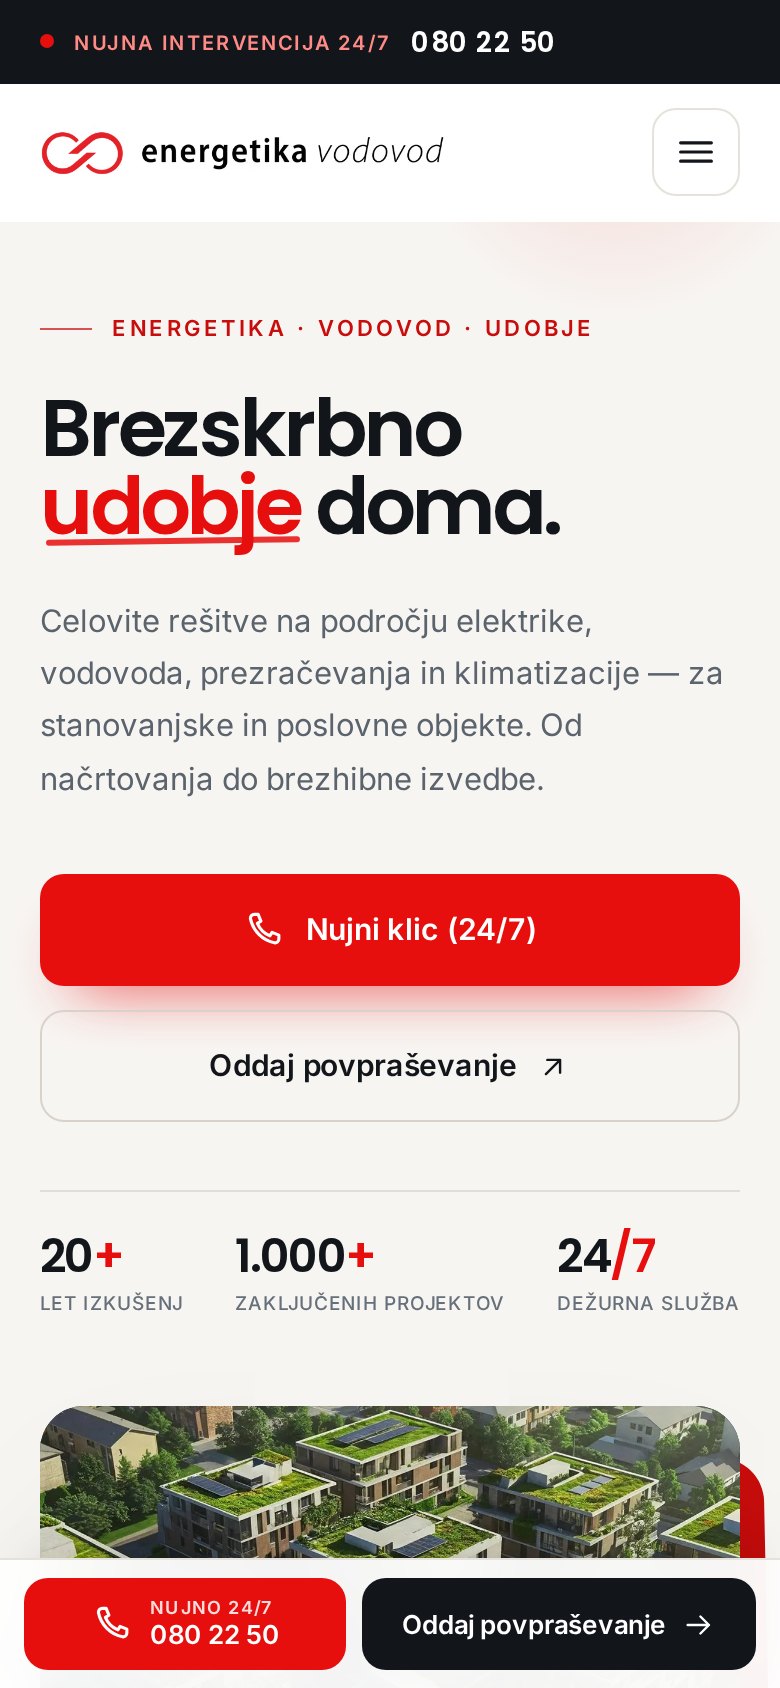 NUJNA INTERVENCIJA 24/7 080 22 50
energetika vodovod
ENERGETIKA · VODOVOD · UDOBJE
Brezskrbno
udobje doma.
Celovite rešitve na področju elektrike,
vodovoda, prezračevanja in klimatizacije — za
stanovanjske in poslovne objekte. Od
načrtovanja do brezhibne izvedbe.
Nujni klic (24/7)
Oddaj povpraševanje
20+ 1.000+ 24/7
LET IZKUŠENJ ZAKLJUČENIH PROJEKTOV DEŽURNA SLUŽBA
NUJNO 24/7
080 22 50
Oddaj povpraševanje